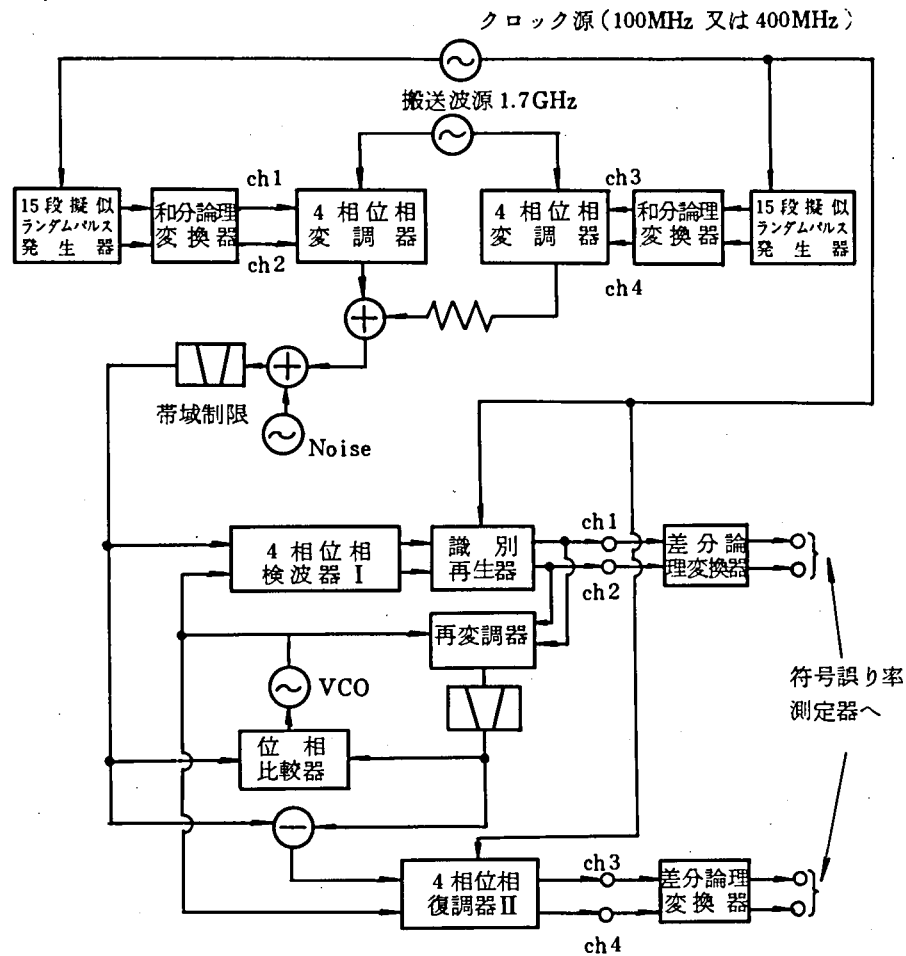 クロック源(100MHz 又は 400MHz)
搬送波源 1.7GHz
15段擬似
ランダムパルス
発生器
和分論理
変換器
ch1
ch2
4相位相
変調器
4相位相
変調器
ch3
ch4
和分論理
変換器
15段擬似
ランダムパルス
発生器
帯域制限
Noise
4相位相
検波器 I
識別
再生器
ch1
ch2
差分論
理変換器
再変調器
VCO
位相
比較器
符号誤り率
測定器へ
4相位相
復調器 II
ch3
ch4
差分論理
変換器